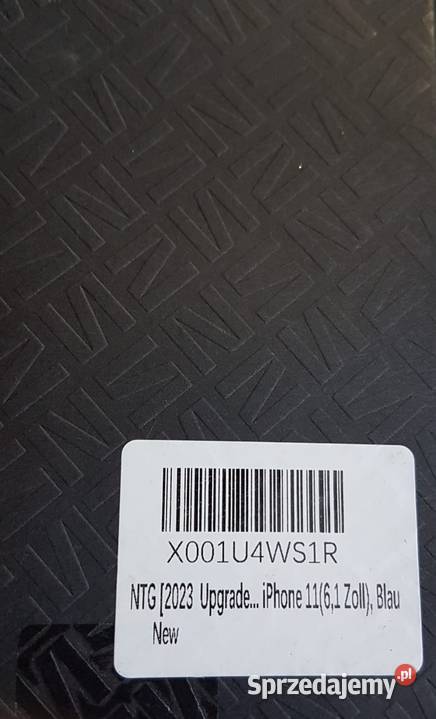 X001U4WS1R
NTG [2023 Upgrade... iPhone 11(6,1 Zoll), Blau
New
Sprzedajemy.pl